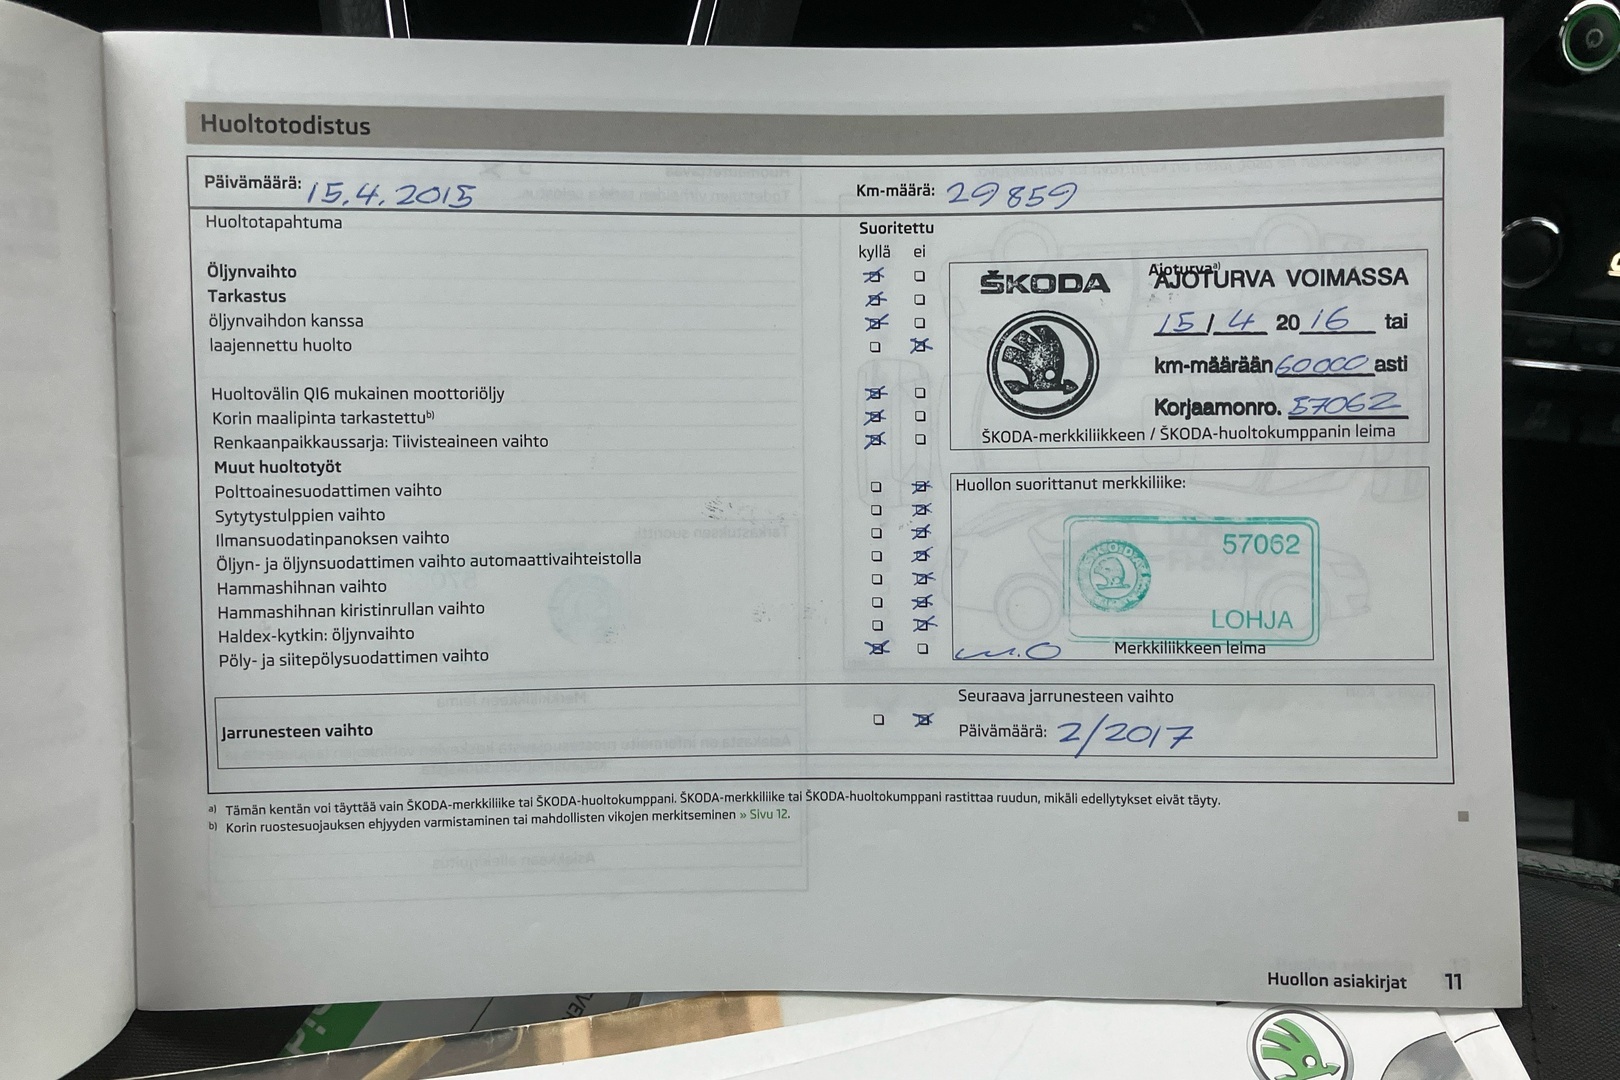 Huoltotodistus
Päivämäärä: 15.4.2015 Km-määrä: 29859
Huoltotapahtuma Suoritettu
kyllä ei
Öljynvaihto
Tarkastus
öljynvaihdon kanssa
laajennettu huolto
Huoltovälin QI6 mukainen moottoriöljy
Korin maalipinta tarkastettu b)
Renkaanpaikkaussarja: Tiivisteaineen vaihto
Muut huoltotyöt
Polttoainesuodattimen vaihto
Sytytystulppien vaihto
Ilmansuodatinpanoksen vaihto
Öljyn- ja öljynsuodattimen vaihto automaattivaihteistolla
Hammashihnan vaihto
Hammashihnan kiristinrullan vaihto
Haldex-kytkin: öljynvaihto
Pöly- ja siitepölysuodattimen vaihto
ŠKODA
Ajoturva a)
AJOTURVA VOIMASSA
15 / 4 2016 tai
km-määrään 60000 asti
Korjaamonro. 57062
ŠKODA-merkkiliikkeen / ŠKODA-huoltokumppanin leima
Huollon suorittanut merkkiliike:
57062
LOHJA
Merkkiliikkeen leima
Jarrunesteen vaihto
Seuraava jarrunesteen vaihto
Päivämäärä: 2/2017
a) Tämän kentän voi täyttää vain ŠKODA-merkkiliike tai ŠKODA-huoltokumppani. ŠKODA-merkkiliike tai ŠKODA-huoltokumppani rastittaa ruudun, mikäli edellytykset eivät täyty.
b) Korin ruostesuojauksen ehjyyden varmistaminen tai mahdollisten vikojen merkitseminen » Sivu 12.
Huollon asiakirjat 11